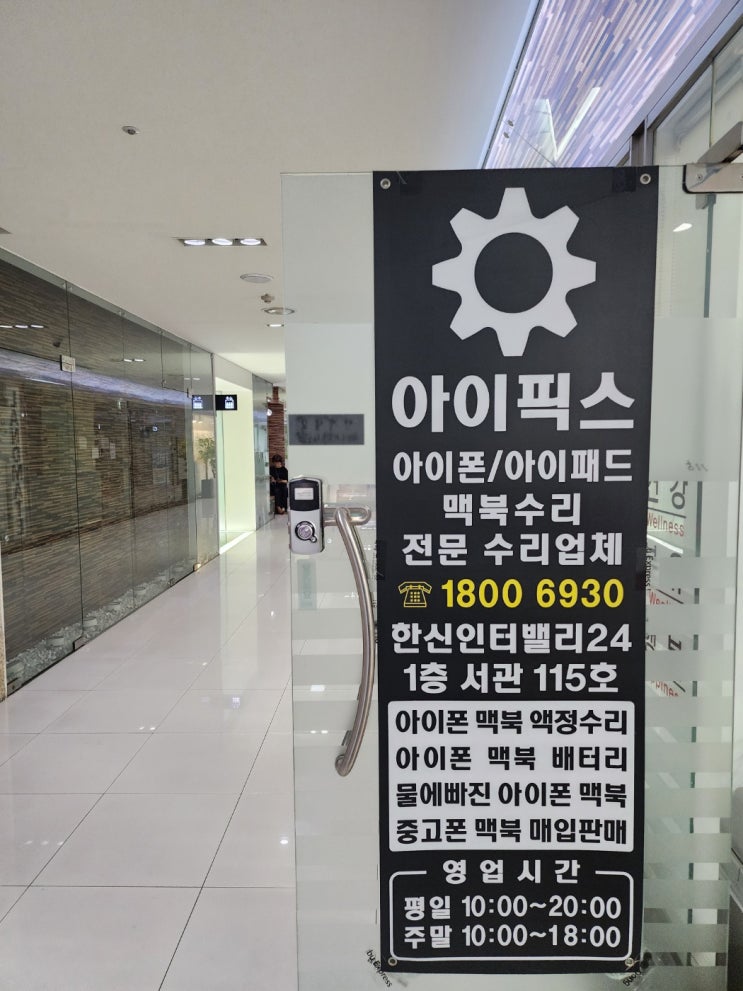 아이픽스
아이폰/아이패드
맥북수리
전문 수리업체
☎ 1800 6930
한신인터밸리24
1층 서관 115호
아이폰 맥북 액정수리
아이폰 맥북 배터리
물에빠진 아이폰 맥북
중고폰 맥북 매입판매
영업시간
평일 10:00~20:00
주말 10:00~18:00
Wellness
by Express